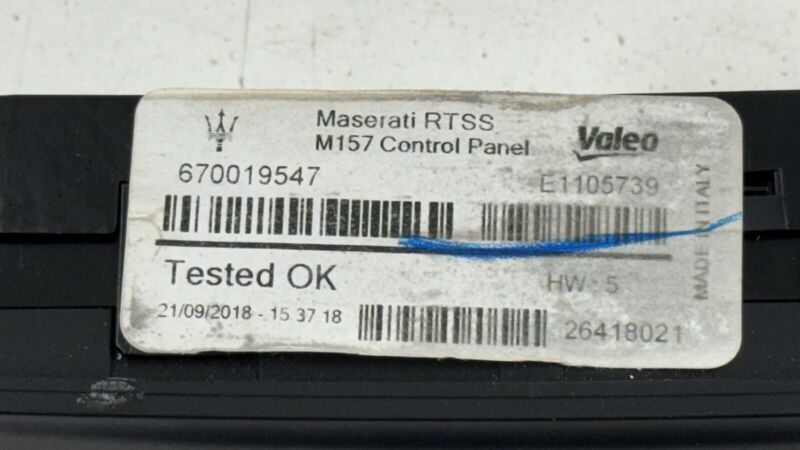 Maserati RTSS
M157 Control Panel
Valeo
670019547
E1105739
Tested OK
HW : 5
21/09/2018 - 15 37 18
26418021
MADE IN ITALY